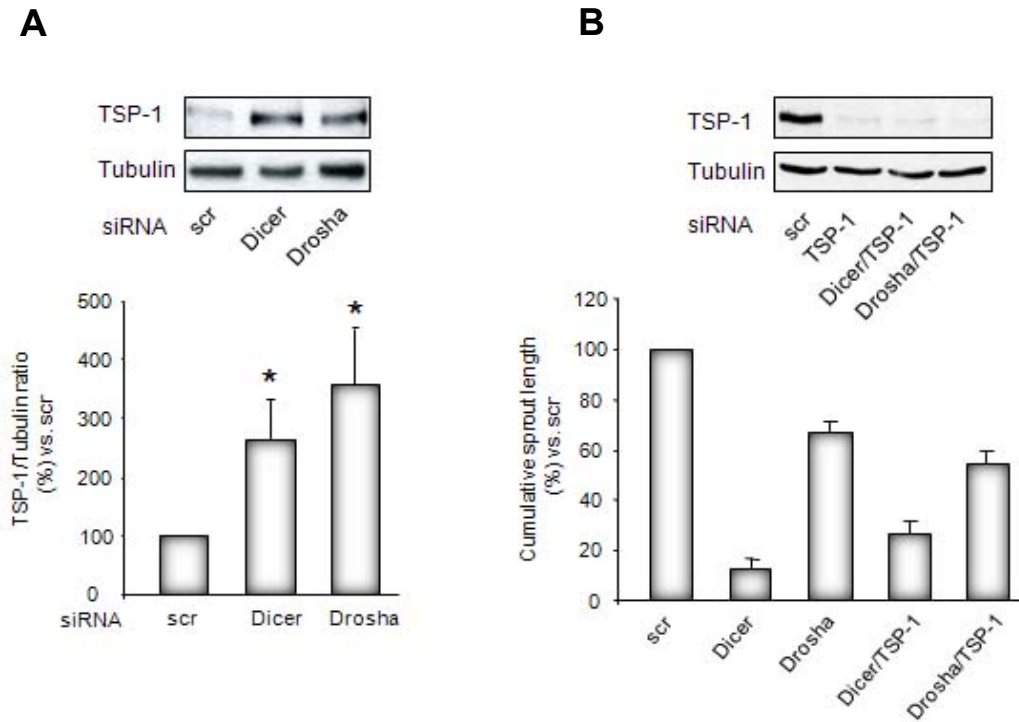 A
TSP-1
Tubulin
siRNA
scr
Dicer
Drosha
500
400
300
200
100
0
TSP-1/Tubulin ratio
(%) vs. scr
*
*
siRNA
scr
Dicer
Drosha
B
TSP-1
Tubulin
siRNA
scr
TSP-1
Dicer/TSP-1
Drosha/TSP-1
120
100
80
60
40
20
0
Cumulative sprout length
(%) vs. scr
scr
Dicer
Drosha
Dicer/TSP-1
Drosha/TSP-1